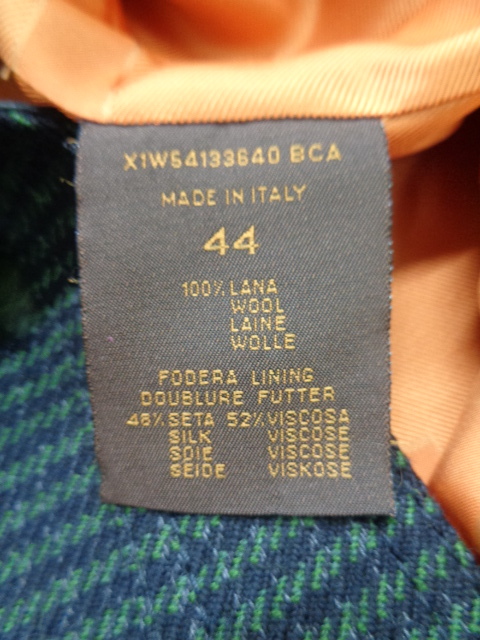 X1W54133640 BCA
MADE IN ITALY
44
100% LANA
WOOL
LAINE
WOLLE
FODERA LINING
DOUBLURE FUTTER
48% SETA 52% VISCOSA
SILK VISCOSE
SOIE VISCOSE
SEIDE VISKOSE